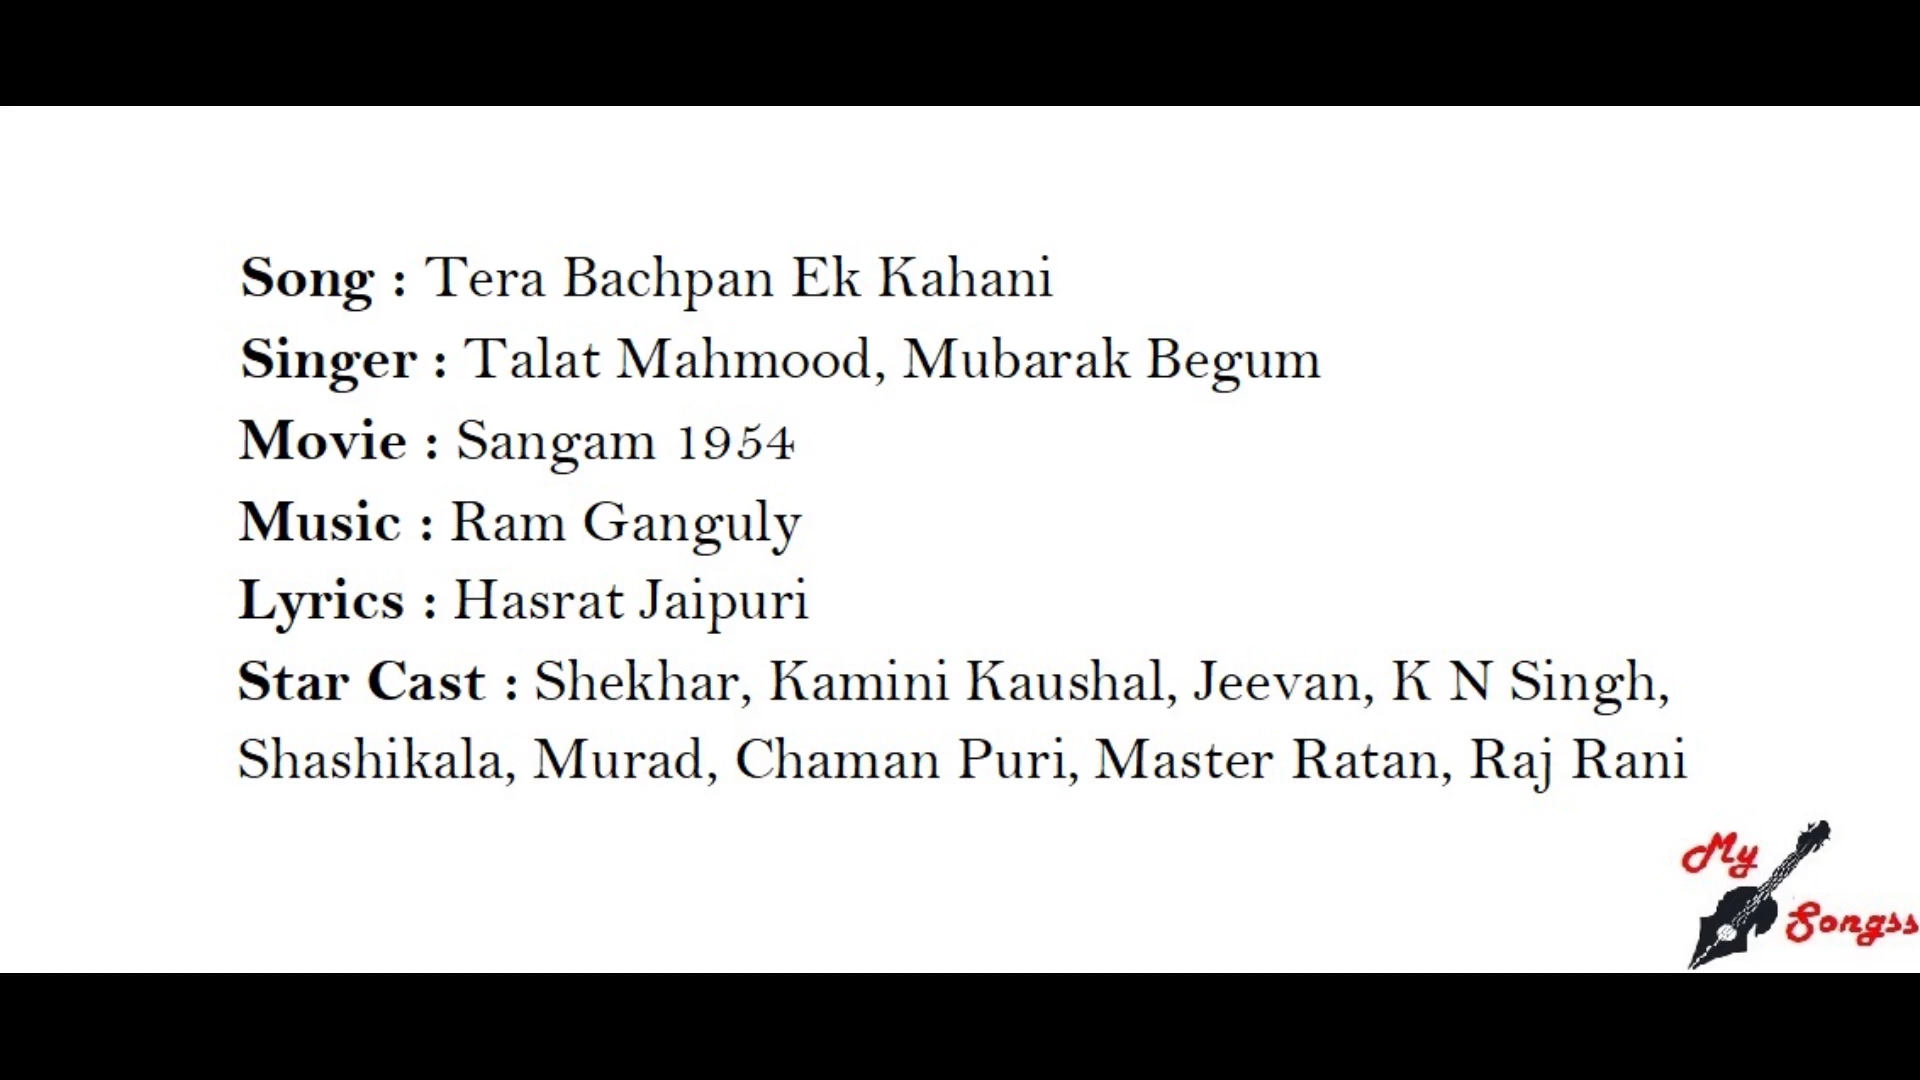 Song : Tera Bachpan Ek Kahani
Singer : Talat Mahmood, Mubarak Begum
Movie : Sangam 1954
Music : Ram Ganguly
Lyrics : Hasrat Jaipuri
Star Cast : Shekhar, Kamini Kaushal, Jeevan, K N Singh,
Shashikala, Murad, Chaman Puri, Master Ratan, Raj Rani
My
Songss